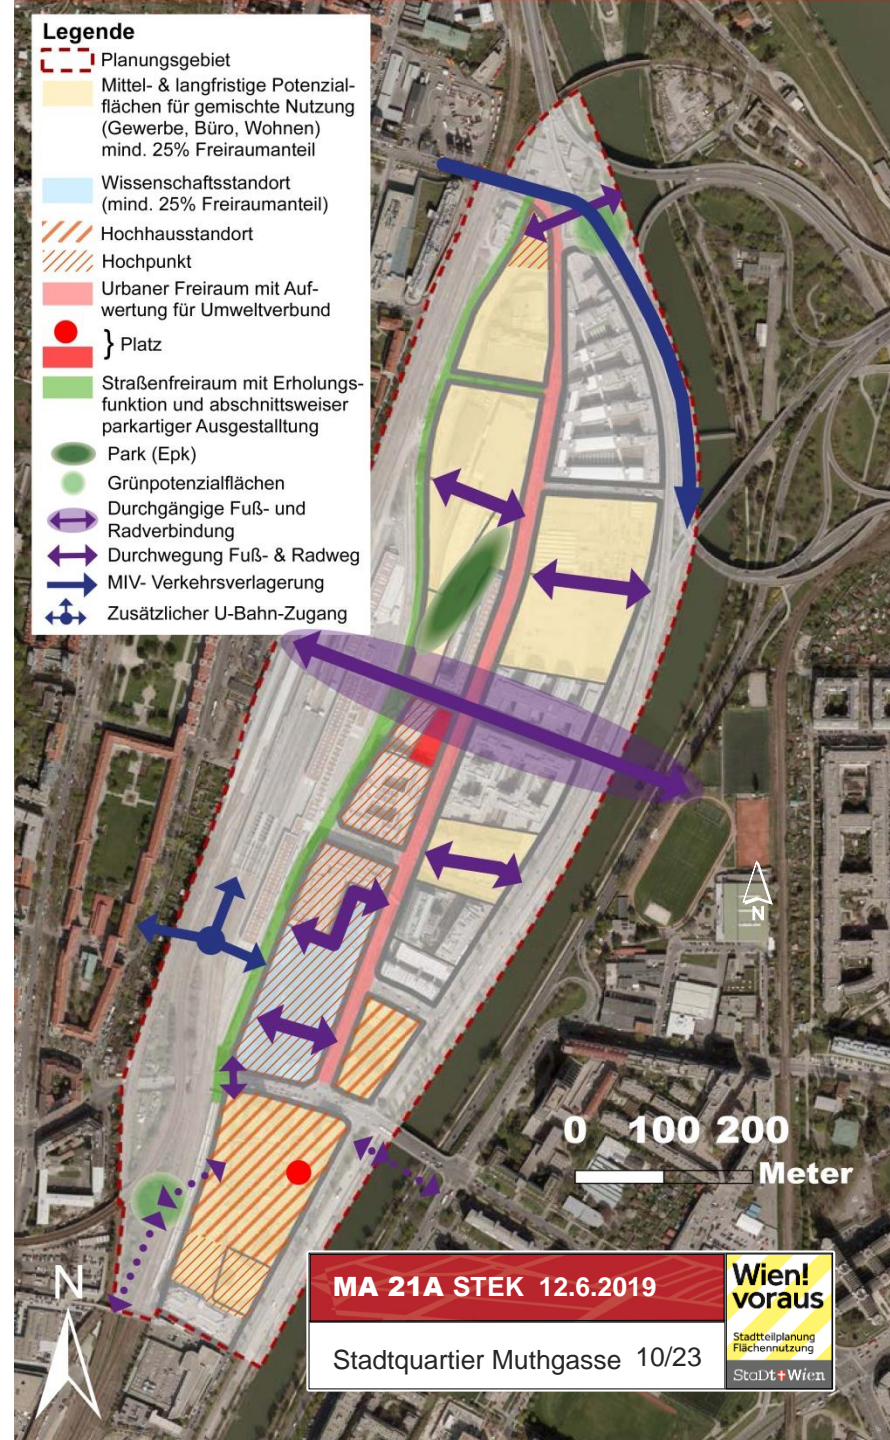 Legende
Planungsgebiet
Mittel- & langfristige Potenzial-
flächen für gemischte Nutzung
(Gewerbe, Büro, Wohnen)
mind. 25% Freiraumanteil
Wissenschaftsstandort
(mind. 25% Freiraumanteil)
Hochhausstandort
Hochpunkt
Urbaner Freiraum mit Auf-
wertung für Umweltverbund
} Platz
Straßenfreiraum mit Erholungs-
funktion und abschnittsweiser
parkartiger Ausgestalltung
Park (Epk)
Grünpotenzialflächen
Durchgängige Fuß- und
Radverbindung
Durchwegung Fuß- & Radweg
MIV- Verkehrsverlagerung
Zusätzlicher U-Bahn-Zugang
N
0 100 200
Meter
N
MA 21A STEK 12.6.2019
Stadtquartier Muthgasse 10/23
Wien!
voraus
Stadtteilplanung
Flächennutzung
StaDt Wien